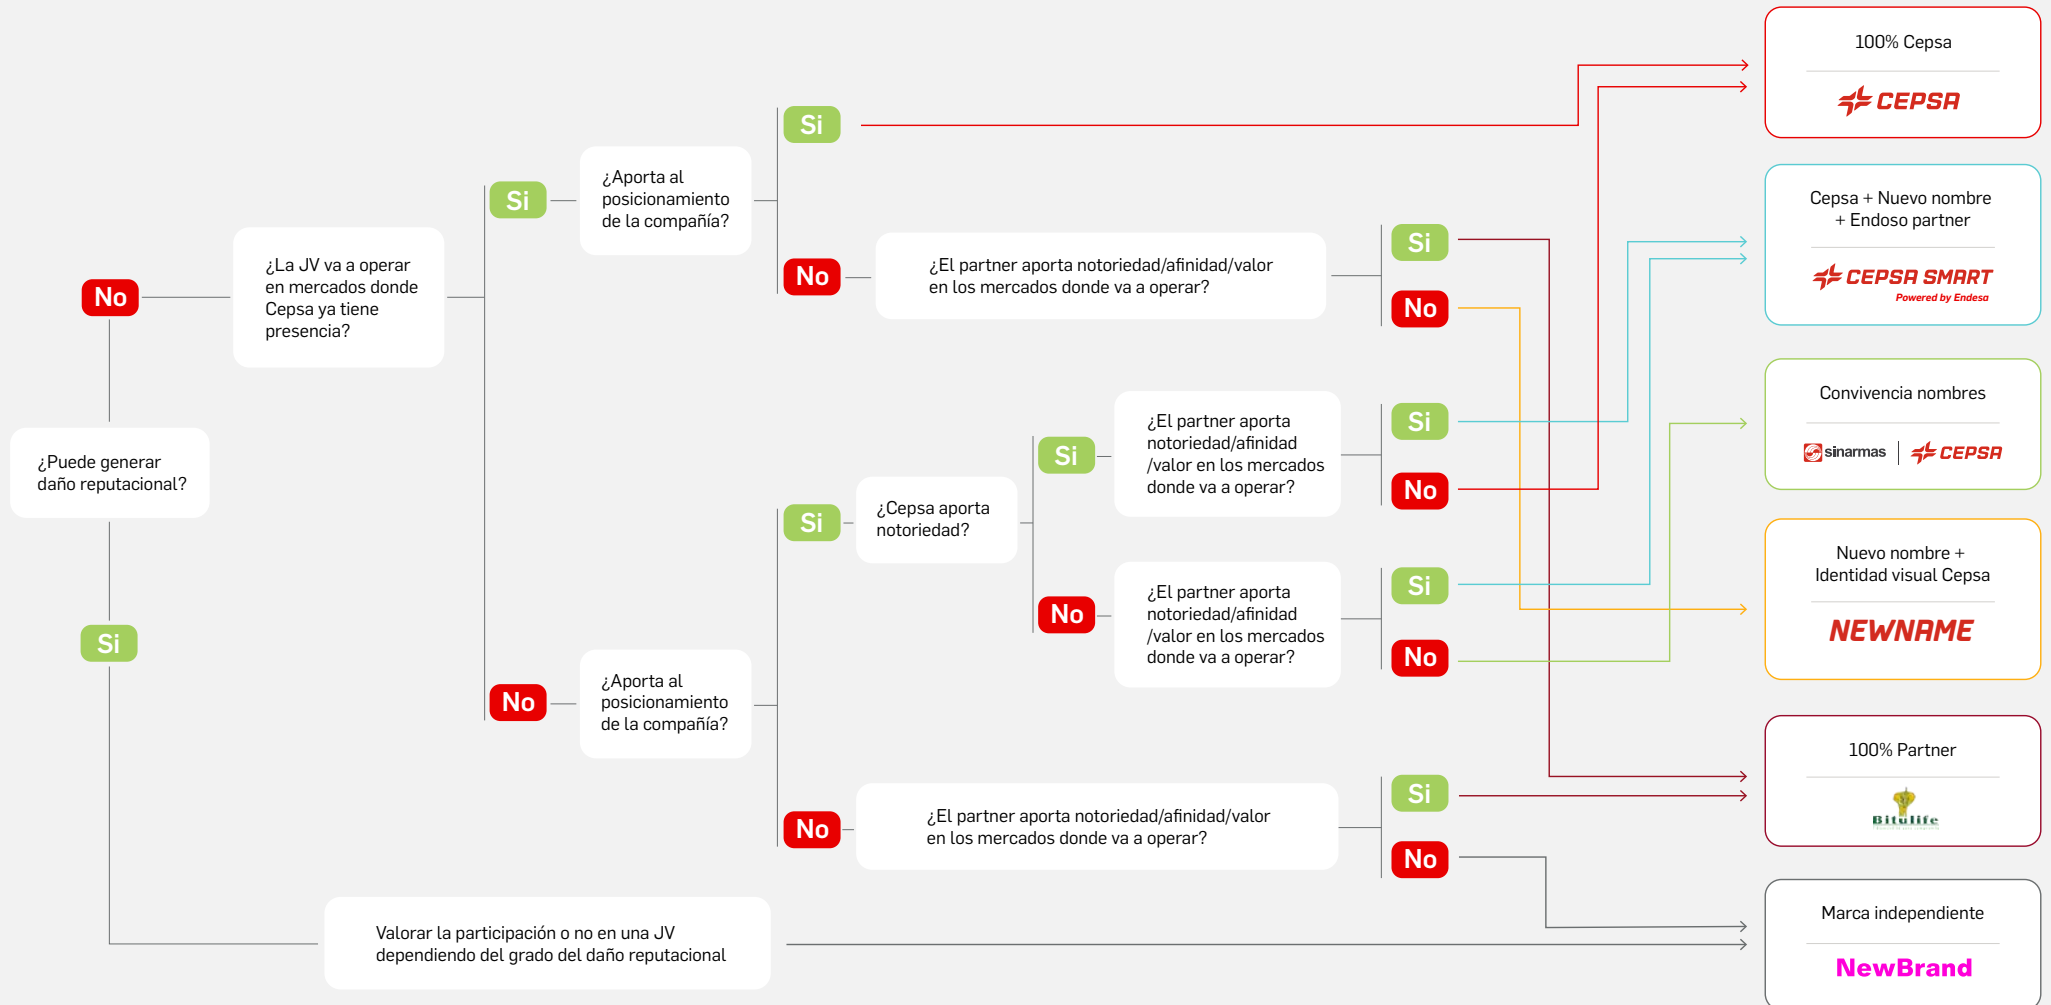 ¿Puede generar
daño reputacional?
No
Si
¿La JV va a operar
en mercados donde
Cepsa ya tiene
presencia?
Si
No
¿Aporta al
posicionamiento
de la compañía?
Si
No
¿El partner aporta notoriedad/afinidad/valor
en los mercados donde va a operar?
Si
No
¿Aporta al
posicionamiento
de la compañía?
Si
No
¿Cepsa aporta
notoriedad?
Si
No
¿El partner aporta
notoriedad/afinidad
/valor en los mercados
donde va a operar?
Si
No
¿El partner aporta
notoriedad/afinidad
/valor en los mercados
donde va a operar?
Si
No
¿El partner aporta notoriedad/afinidad/valor
en los mercados donde va a operar?
Si
No
Valorar la participación o no en una JV
dependiendo del grado del daño reputacional
100% Cepsa
CEPSA
Cepsa + Nuevo nombre
+ Endoso partner
CEPSA SMART
Powered by Endesa
Convivencia nombres
sinarmas CEPSA
Nuevo nombre +
Identidad visual Cepsa
NEWNAME
100% Partner
Bitulife
Marca independiente
NewBrand